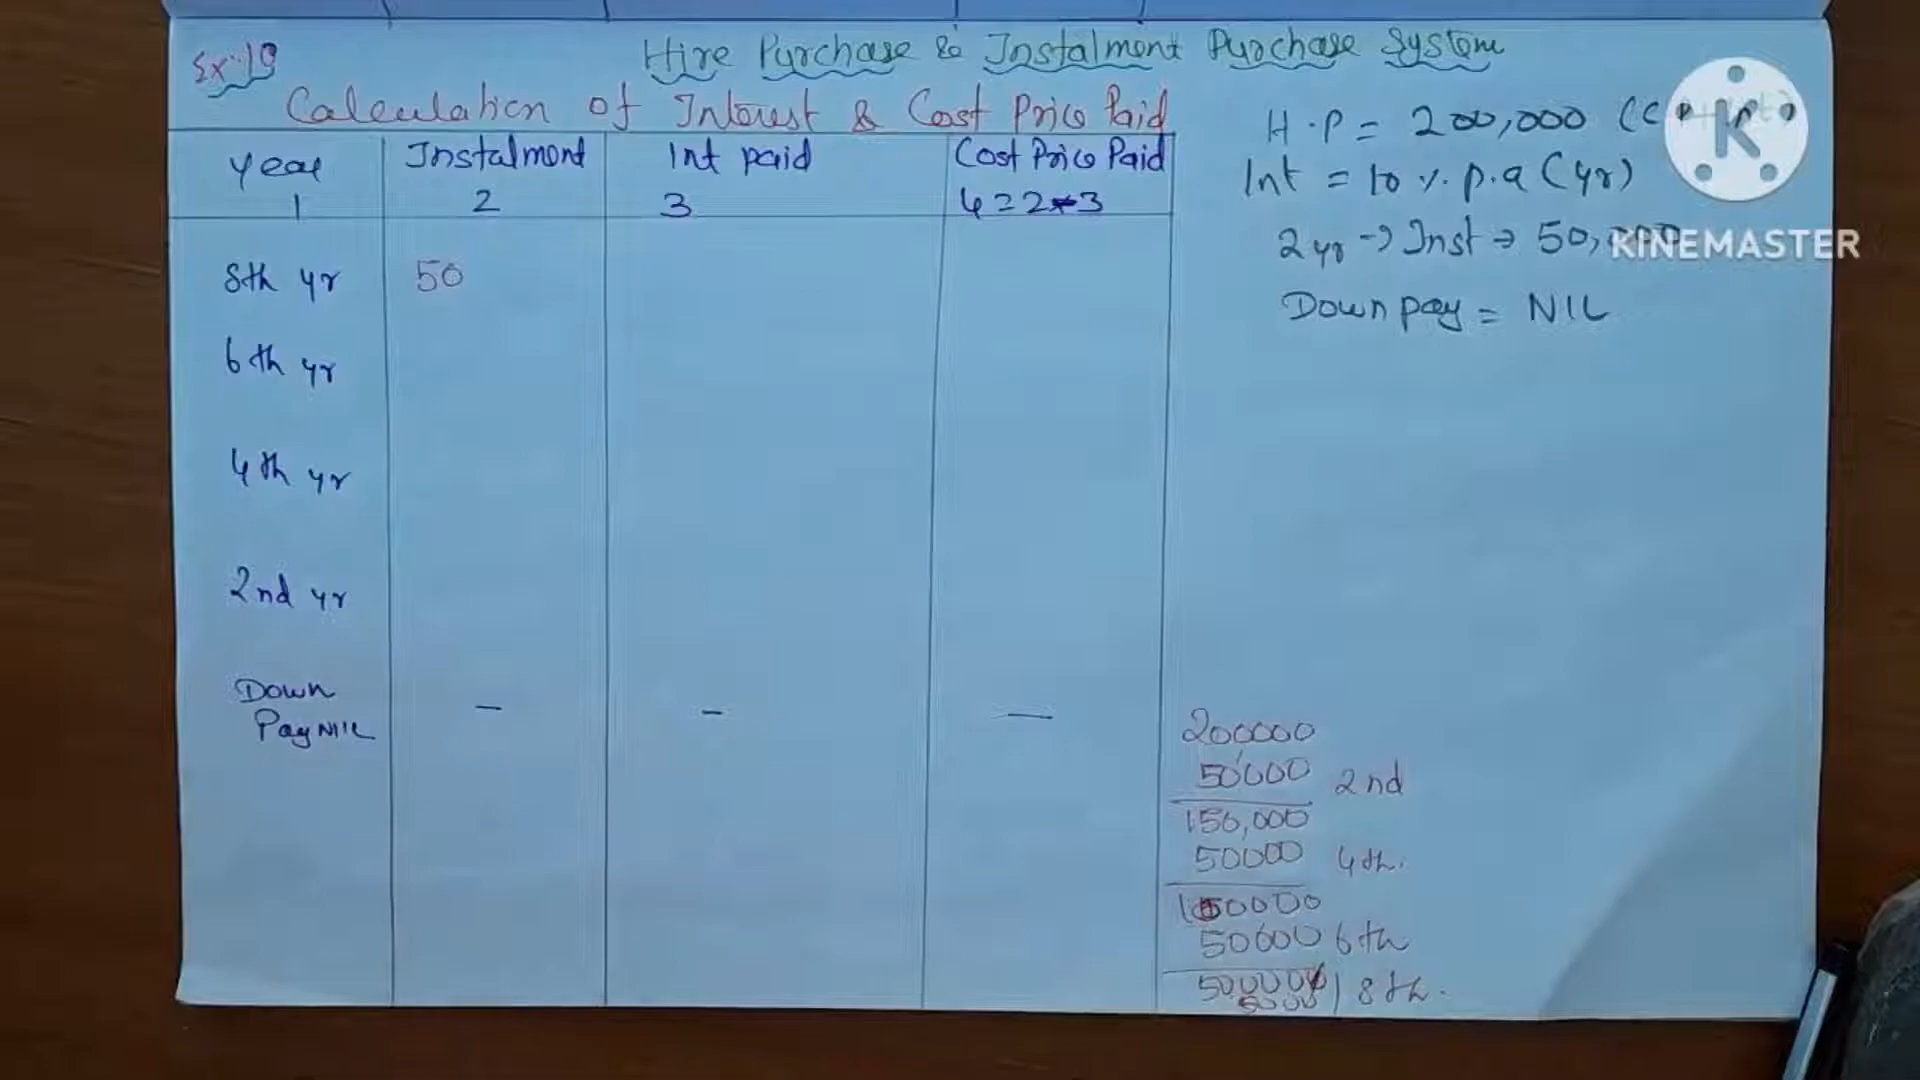 Ex:19
Hire Purchase & Instalment Purchase System
Calculation of Interest & Cost Price Paid
Year Instalment Int paid Cost Price Paid
1 2 3 4=2-3
8th yr 50
6th yr
4th yr
2nd yr
Down - - -
Pay NIL
H.P = 200,000
Int = 10 %. p.a (yr)
2 yr → Inst → 50,000
Down pay = NIL
KINEMASTER
200000
50000 2nd
150,000
50000 4th.
100000
50000 6th
50000 8th.
50000